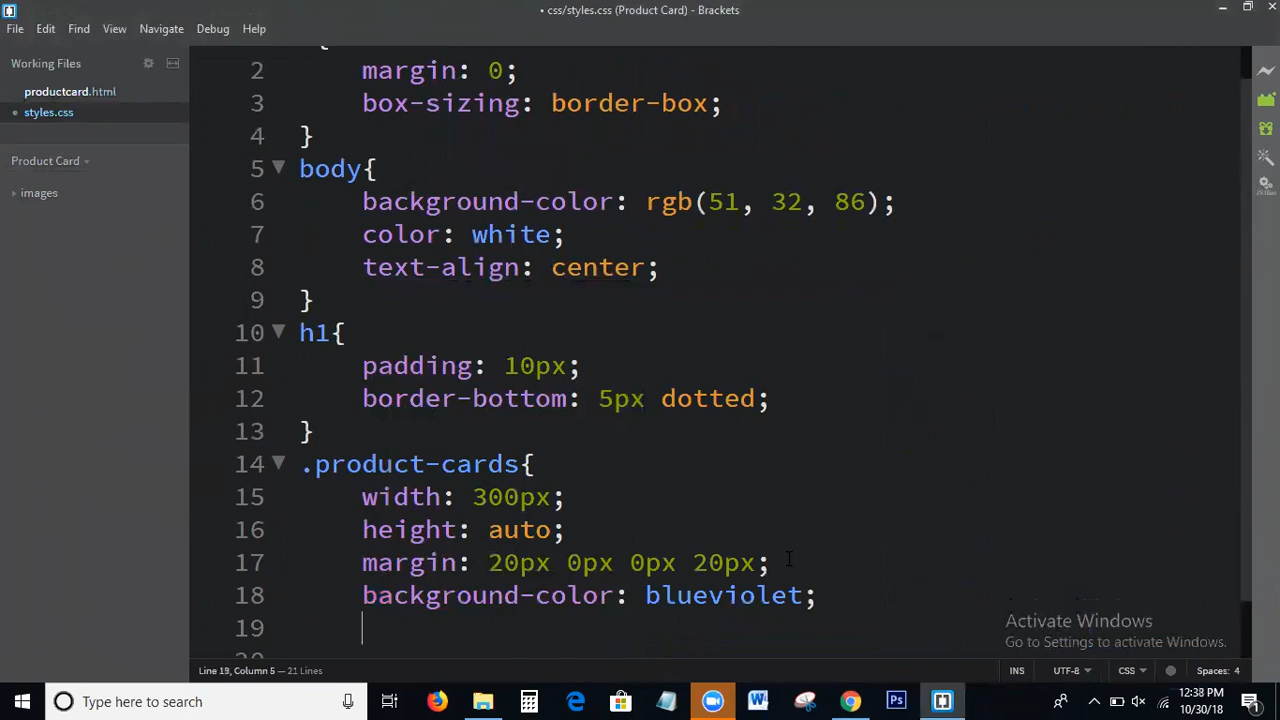 • css/styles.css (Product Card) - Brackets
File Edit Find View Navigate Debug Help
Working Files
productcard.html
• styles.css
Product Card
images
{
2 margin: 0;
3 box-sizing: border-box;
4 }
5 body{
6 background-color: rgb(51, 32, 86);
7 color: white;
8 text-align: center;
9 }
10 h1{
11 padding: 10px;
12 border-bottom: 5px dotted;
13 }
14 .product-cards{
15 width: 300px;
16 height: auto;
17 margin: 20px 0px 0px 20px;
18 background-color: blueviolet;
19
Activate Windows
Go to Settings to activate Windows.
Line 19, Column 5 — 21 Lines
INS UTF-8 CSS Spaces: 4
Type here to search
12:38 PM
10/30/18